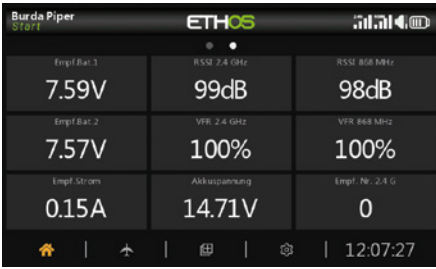 Burda Piper
Start
ETHOS
Empf.Bat.1
7.59V
RSSI 2.4 GHz
99dB
RSSI 868 MHz
98dB
Empf.Bat.2
7.57V
VFR 2.4 GHz
100%
VFR 868 MHz
100%
Empf.Strom
0.15A
Akkuspannung
14.71V
Empf. Nr. 2.4 G
0
12:07:27